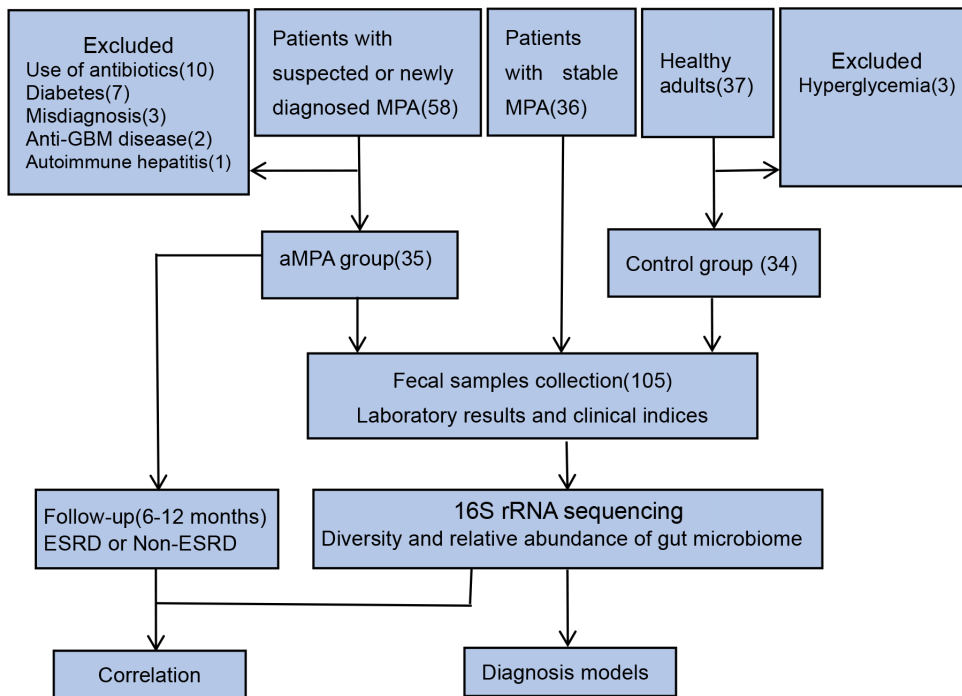 Excluded
Use of antibiotics(10)
Diabetes(7)
Misdiagnosis(3)
Anti-GBM disease(2)
Autoimmune hepatitis(1)
Patients with
suspected or newly
diagnosed MPA(58)
Patients
with stable
MPA(36)
Healthy
adults(37)
Excluded
Hyperglycemia(3)
aMPA group(35)
Control group (34)
Fecal samples collection(105)
Laboratory results and clinical indices
Follow-up(6-12 months)
ESRD or Non-ESRD
16S rRNA sequencing
Diversity and relative abundance of gut microbiome
Correlation
Diagnosis models